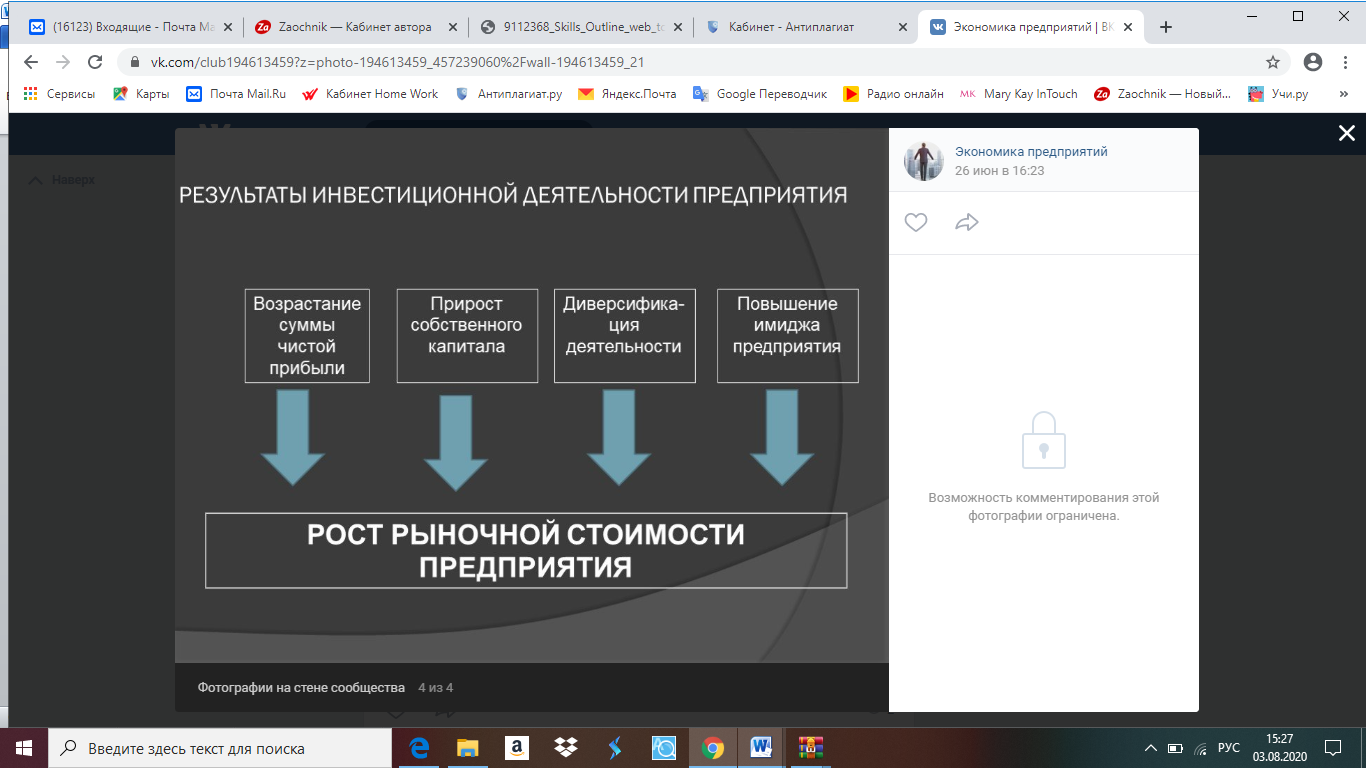 (16123) Входящие - Почта Ma
Zaochnik — Кабинет автора
9112368_Skills_Outline_web_tc
Кабинет - Антиплагиат
Экономика предприятий | ВК
vk.com/club194613459?z=photo-194613459_457239060%2Fwall-194613459_21
Сервисы
Карты
Почта Mail.Ru
Кабинет Home Work
Антиплагиат.ру
Яндекс.Почта
Google Переводчик
Радио онлайн
MK Mary Kay InTouch
Zaochnik — Новый...
Учи.ру
»
Наверх
РЕЗУЛЬТАТЫ ИНВЕСТИЦИОННОЙ ДЕЯТЕЛЬНОСТИ ПРЕДПРИЯТИЯ
Возрастание
суммы
чистой
прибыли
Прирост
собственного
капитала
Диверсифика-
ция
деятельности
Повышение
имиджа
предприятия
РОСТ РЫНОЧНОЙ СТОИМОСТИ
ПРЕДПРИЯТИЯ
Фотографии на стене сообщества 4 из 4
Экономика предприятий
26 июн в 16:23
Возможность комментирования этой
фотографии ограничена.
Введите здесь текст для поиска
РУС
15:27
03.08.2020